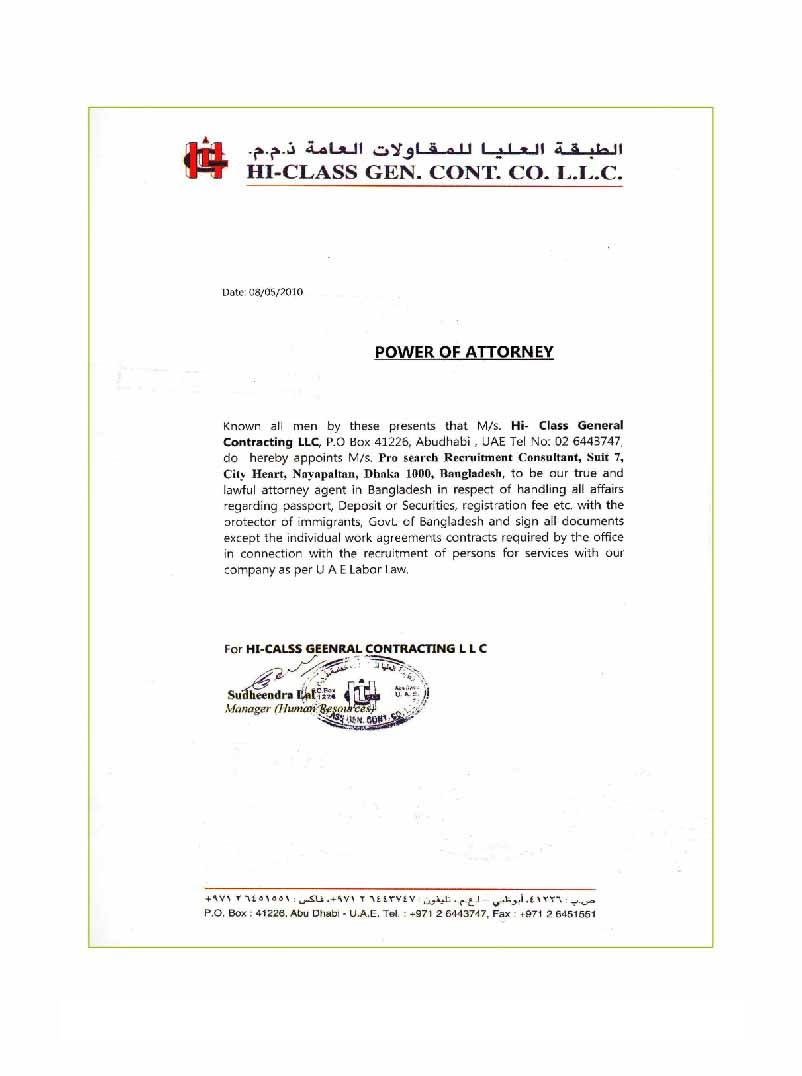 الطبقة العليا للمقاولات العامة ذ.م.م.
HI-CLASS GEN. CONT. CO. L.L.C.
Date: 08/05/2010
POWER OF ATTORNEY
Known all men by these presents that M/s. Hi- Class General
Contracting LLC, P.O Box 41226, Abudhabi , UAE Tel No: 02 6443747,
do hereby appoints M/s. Pro search Recruitment Consultant, Suit 7,
City Heart, Nayapaltan, Dhaka 1000, Bangladesh, to be our true and
lawful attorney agent in Bangladesh in respect of handling all affairs
regarding passport, Deposit or Securities, registration fee etc. with the
protector of immigrants, Govt. of Bangladesh and sign all documents
except the individual work agreements contracts required by the office
in connection with the recruitment of persons for services with our
company as per U A E Labor Law.
For HI-CALSS GEENRAL CONTRACTING L L C
Sudheendra Lal
Manager (Human Resources)
P.O.Box
41226
U. A. E.
GEN. CONT. CO.
ص.ب : ٤١٢٢٦، أبوظبي – ا.ع.م ، تليفون : ٦٤٤٣٧٤٧ ٢ ٩٧١+، فاكس : ٦٤٥١٥٥١ ٢ ٩٧١+
P.O. Box : 41226, Abu Dhabi - U.A.E. Tel. : +971 2 6443747, Fax : +971 2 6451551